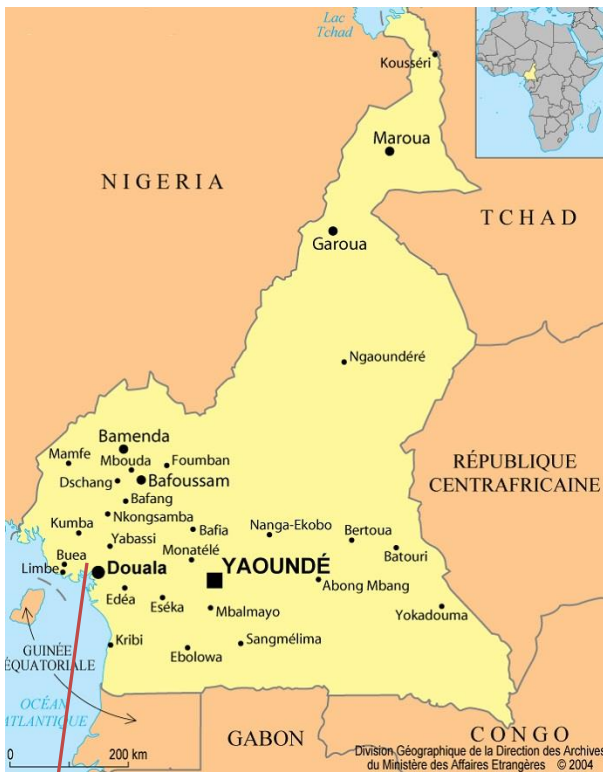 Lac
Tchad
Kousséri
Maroua
NIGERIA
TCHAD
Garoua
Ngaoundéré
Bamenda
Mamfe
Mbouda
Foumban
Dschang
Bafoussam
RÉPUBLIQUE
CENTRAFRICAINE
Bafang
Nkongsamba
Kumba
Bafia
Nanga-Ekobo
Bertoua
Yabassi
Batouri
Monatélé
Buea
Limbe
Douala
YAOUNDÉ
Abong Mbang
Edéa
Eséka
Mbalmayo
Yokadouma
Kribi
Sangmélima
Ebolowa
GUINÉE
ÉQUATORIALE
OCÉAN
ATLANTIQUE
GABON
CONGO
0 200 km
Division Géographique de la Direction des Archives
du Ministère des Affaires Etrangères © 2004